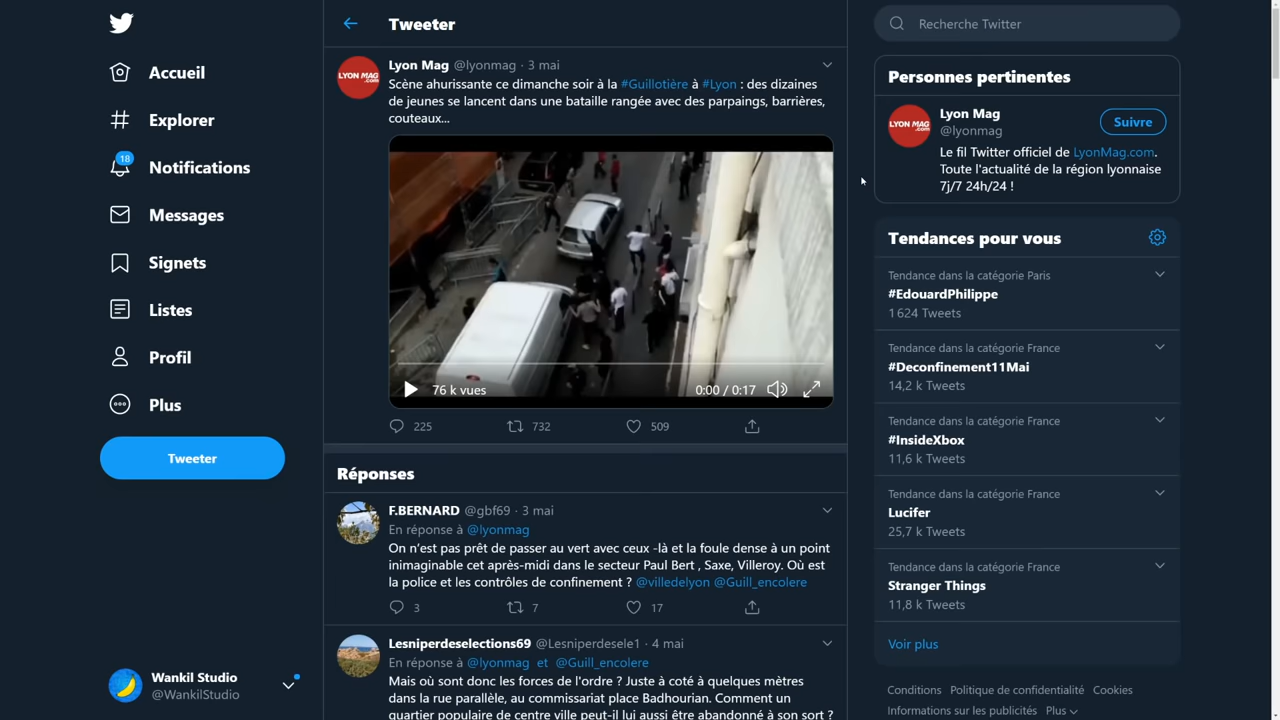 Accueil
Explorer
18
Notifications
Messages
Signets
Listes
Profil
Plus
Tweeter
Wankil Studio
@WankilStudio
Tweeter
LYON MAG .com
Lyon Mag @lyonmag · 3 mai
Scène ahurissante ce dimanche soir à la #Guillotière à #Lyon : des dizaines
de jeunes se lancent dans une bataille rangée avec des parpaings, barrières,
couteaux...
76 k vues
0:00 / 0:17
225 732 509
Réponses
F.BERNARD @gbf69 · 3 mai
En réponse à @lyonmag
On n'est pas prêt de passer au vert avec ceux -là et la foule dense à un point
inimaginable cet après-midi dans le secteur Paul Bert , Saxe, Villeroy. Où est
la police et les contrôles de confinement ? @villedelyon @Guill_encolere
3 7 17
Lesniperdeselections69 @Lesniperdesele1 · 4 mai
En réponse à @lyonmag et @Guill_encolere
Mais où sont donc les forces de l'ordre ? Juste à coté à quelques mètres
dans la rue parallèle, au commissariat place Badhourian. Comment un
quartier populaire de centre ville peut-il lui aussi être abandonné à son sort ?
Recherche Twitter
Personnes pertinentes
LYON MAG .com
Lyon Mag
@lyonmag
Suivre
Le fil Twitter officiel de LyonMag.com.
Toute l'actualité de la région lyonnaise
7j/7 24h/24 !
Tendances pour vous
Tendance dans la catégorie Paris
#EdouardPhilippe
1 624 Tweets
Tendance dans la catégorie France
#Deconfinement11Mai
14,2 k Tweets
Tendance dans la catégorie France
#InsideXbox
11,6 k Tweets
Tendance dans la catégorie France
Lucifer
25,7 k Tweets
Tendance dans la catégorie France
Stranger Things
11,8 k Tweets
Voir plus
Conditions Politique de confidentialité Cookies
Informations sur les publicités Plus